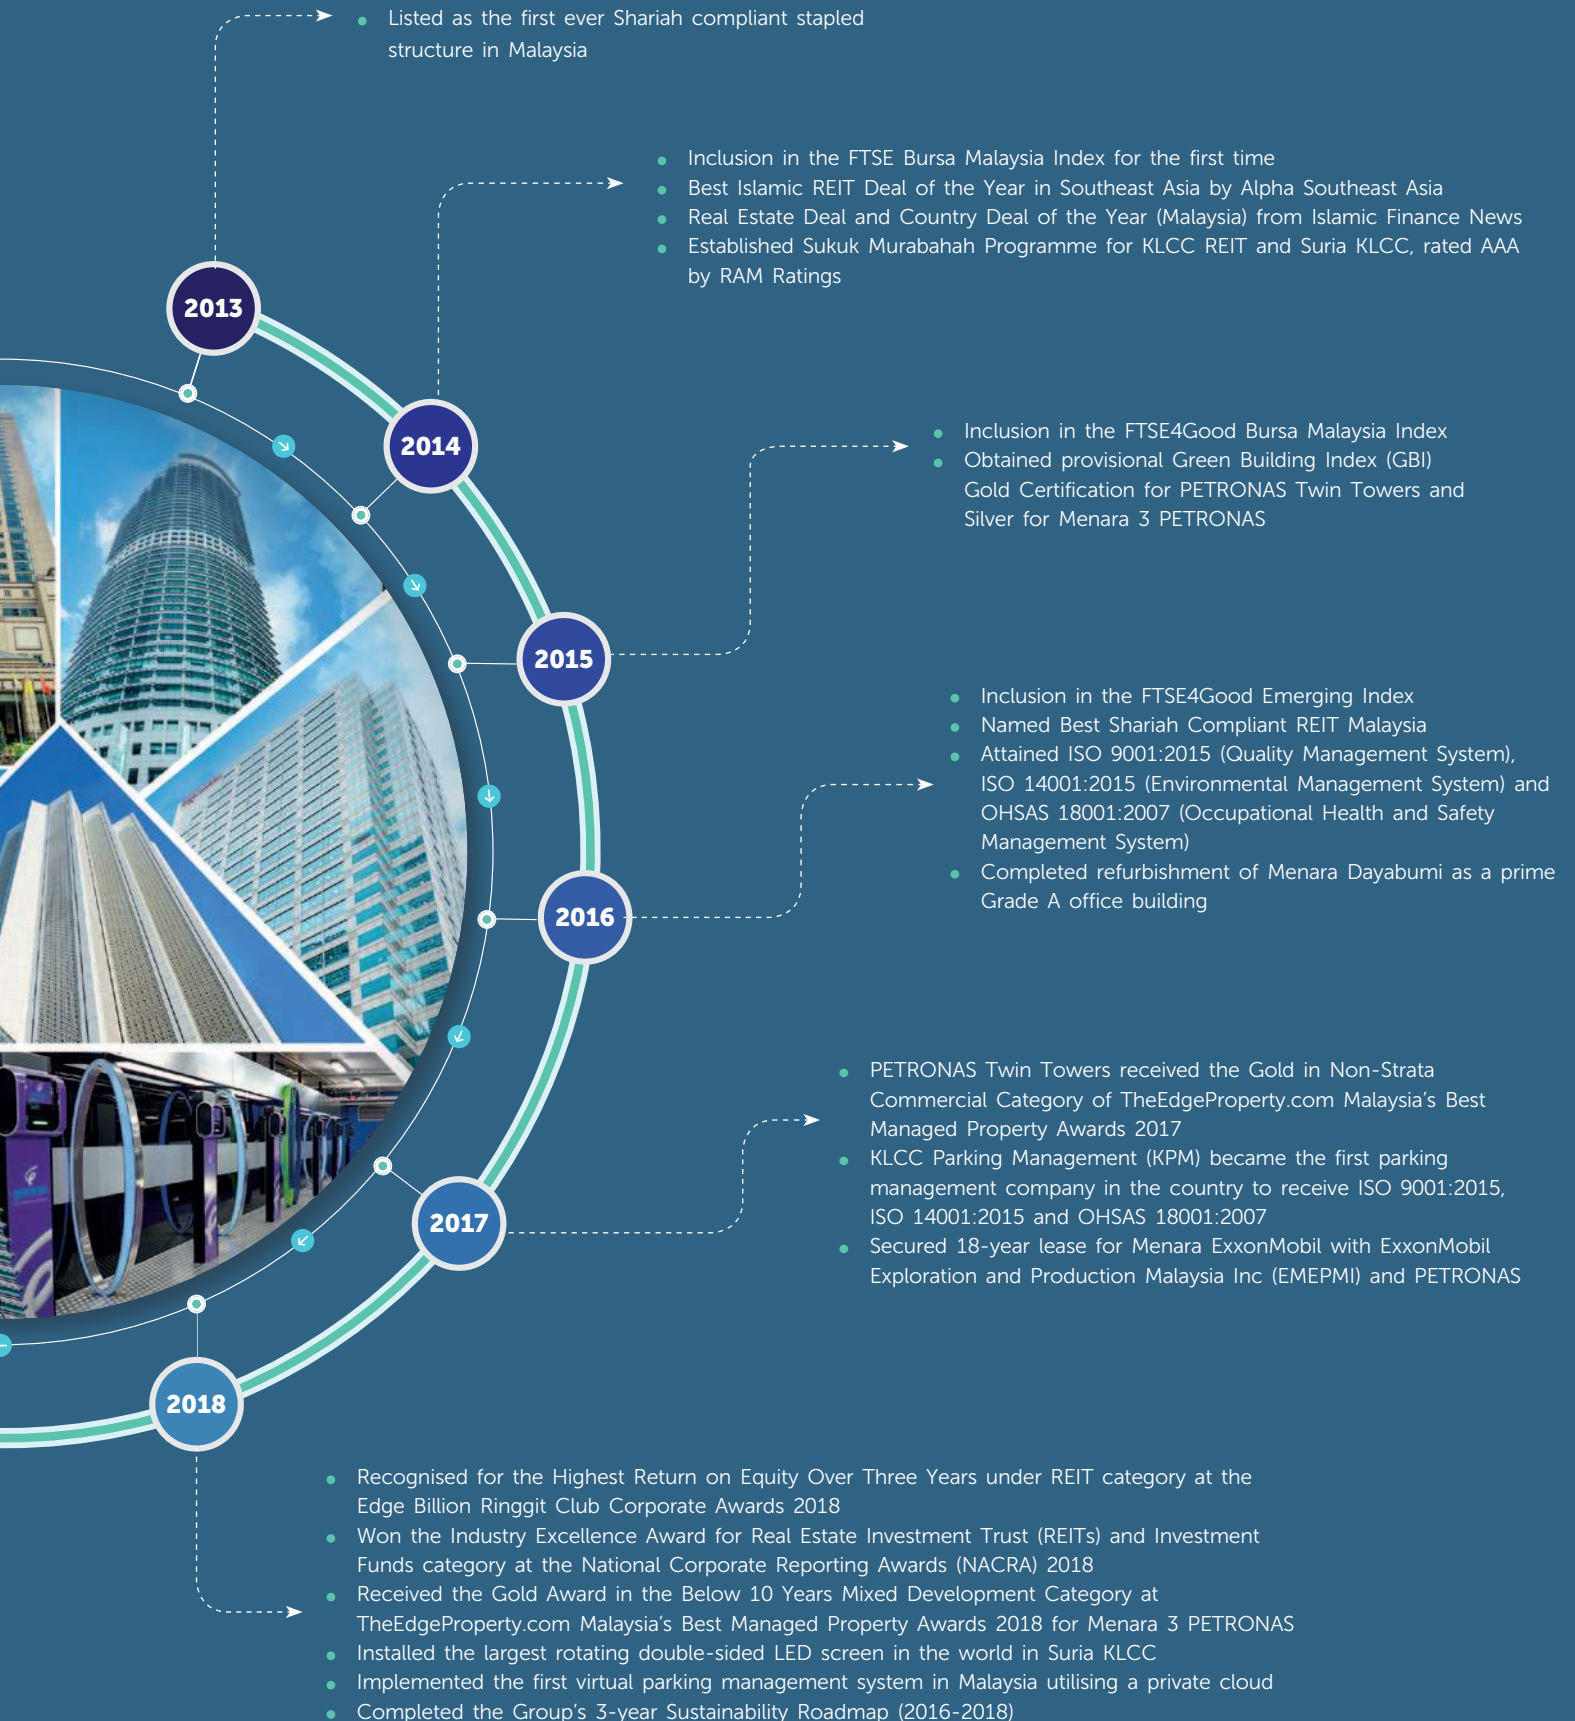 Listed as the first ever Shariah compliant stapled
structure in Malaysia
2013
Inclusion in the FTSE Bursa Malaysia Index for the first time
Best Islamic REIT Deal of the Year in Southeast Asia by Alpha Southeast Asia
Real Estate Deal and Country Deal of the Year (Malaysia) from Islamic Finance News
Established Sukuk Murabahah Programme for KLCC REIT and Suria KLCC, rated AAA
by RAM Ratings
2014
Inclusion in the FTSE4Good Bursa Malaysia Index
Obtained provisional Green Building Index (GBI)
Gold Certification for PETRONAS Twin Towers and
Silver for Menara 3 PETRONAS
2015
Inclusion in the FTSE4Good Emerging Index
Named Best Shariah Compliant REIT Malaysia
Attained ISO 9001:2015 (Quality Management System),
ISO 14001:2015 (Environmental Management System) and
OHSAS 18001:2007 (Occupational Health and Safety
Management System)
Completed refurbishment of Menara Dayabumi as a prime
Grade A office building
2016
PETRONAS Twin Towers received the Gold in Non-Strata
Commercial Category of TheEdgeProperty.com Malaysia's Best
Managed Property Awards 2017
KLCC Parking Management (KPM) became the first parking
management company in the country to receive ISO 9001:2015,
ISO 14001:2015 and OHSAS 18001:2007
Secured 18-year lease for Menara ExxonMobil with ExxonMobil
Exploration and Production Malaysia Inc (EMEPMI) and PETRONAS
2017
2018
Recognised for the Highest Return on Equity Over Three Years under REIT category at the
Edge Billion Ringgit Club Corporate Awards 2018
Won the Industry Excellence Award for Real Estate Investment Trust (REITs) and Investment
Funds category at the National Corporate Reporting Awards (NACRA) 2018
Received the Gold Award in the Below 10 Years Mixed Development Category at
TheEdgeProperty.com Malaysia's Best Managed Property Awards 2018 for Menara 3 PETRONAS
Installed the largest rotating double-sided LED screen in the world in Suria KLCC
Implemented the first virtual parking management system in Malaysia utilising a private cloud
Completed the Group's 3-year Sustainability Roadmap (2016-2018)